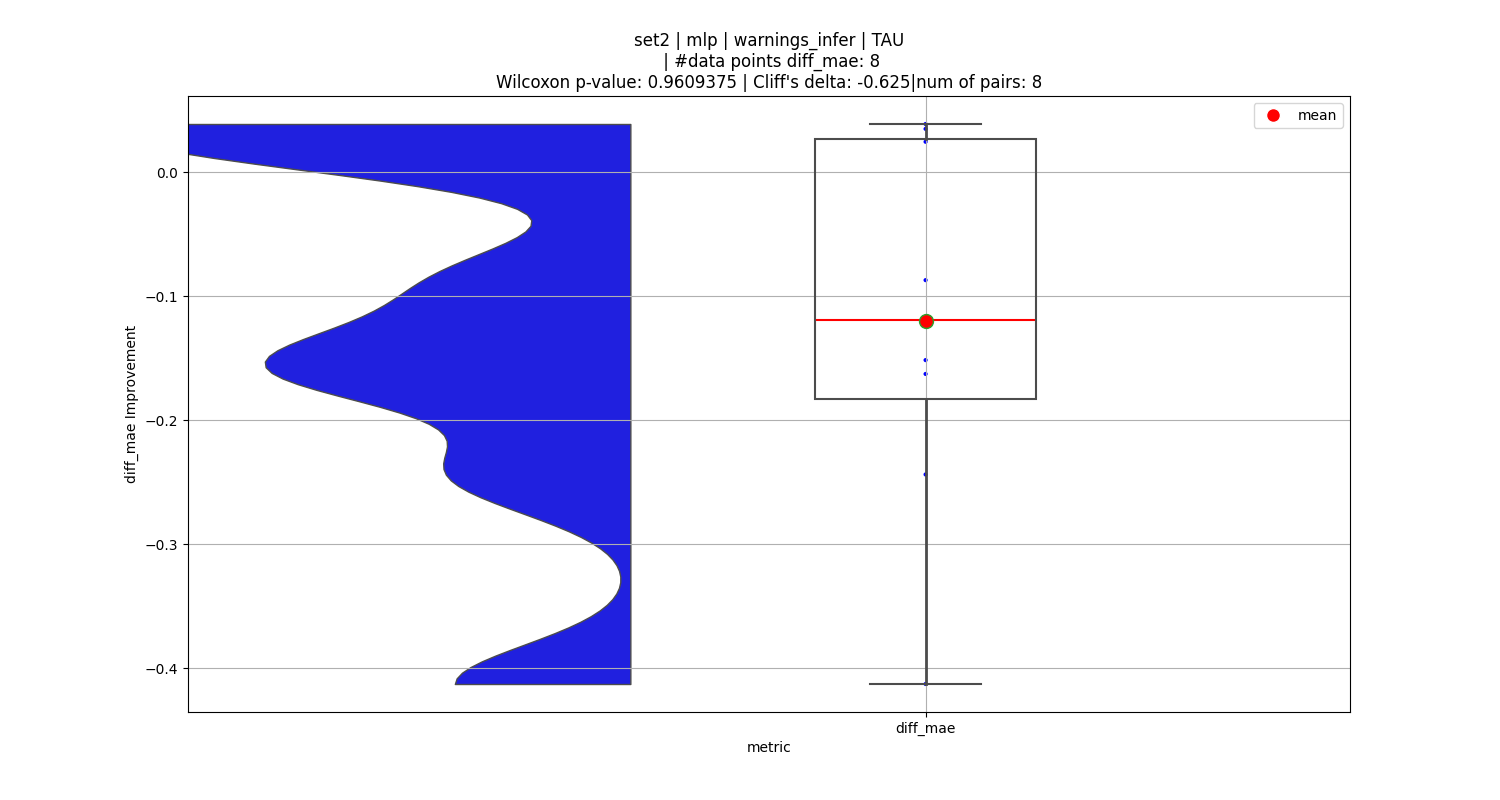 set2 | mlp | warnings_infer | TAU
| #data points diff_mae: 8
Wilcoxon p-value: 0.9609375 | Cliff's delta: -0.625|num of pairs: 8
mean
0.0
−0.1
−0.2
−0.3
−0.4
diff_mae Improvement
diff_mae
metric